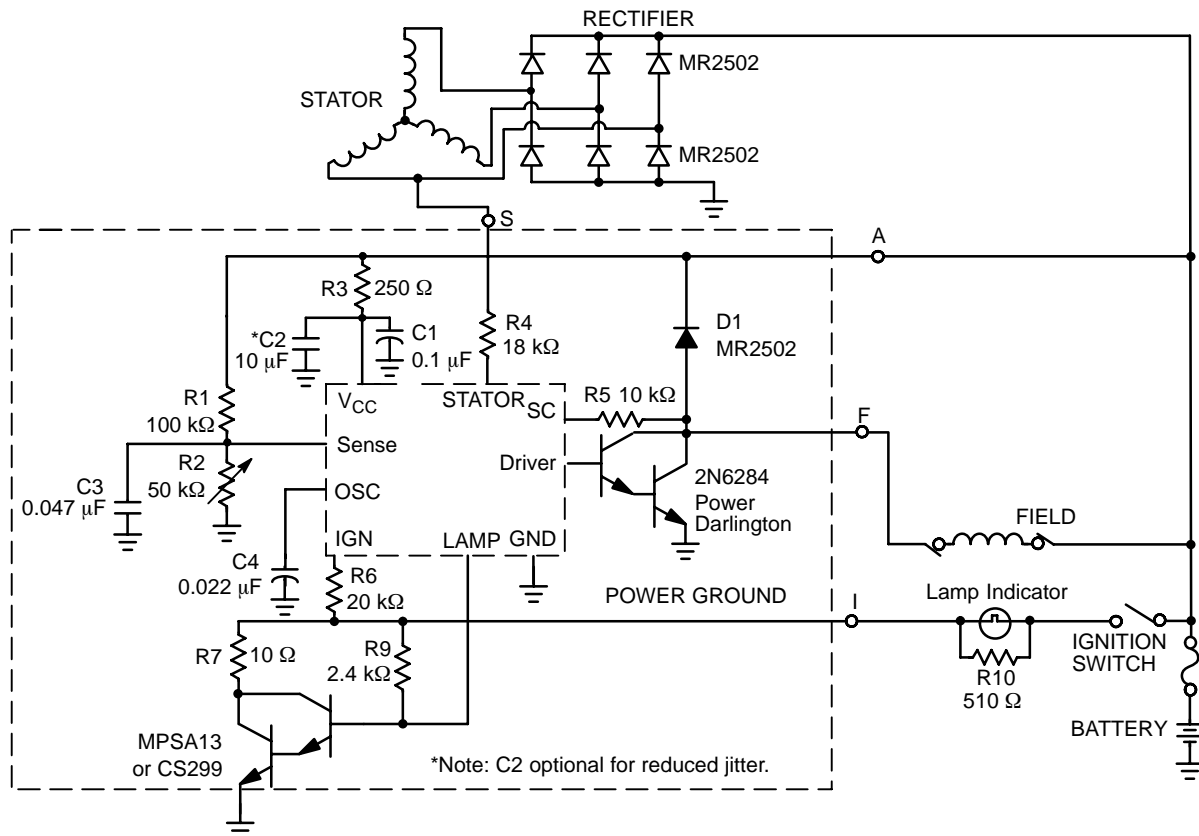 RECTIFIER
MR2502
STATOR
MR2502
S
A
R3
250 Ω
*C2
10 μF
C1
0.1 μF
R4
18 kΩ
D1
MR2502
R1
100 kΩ
VCC
STATOR
SC
R5 10 kΩ
F
Sense
Driver
R2
50 kΩ
C3
0.047 μF
OSC
2N6284
Power
Darlington
FIELD
IGN
LAMP
GND
C4
0.022 μF
R6
20 kΩ
POWER GROUND
I
Lamp Indicator
IGNITION
SWITCH
R7
10 Ω
R9
2.4 kΩ
R10
510 Ω
BATTERY
MPSA13
or CS299
*Note: C2 optional for reduced jitter.